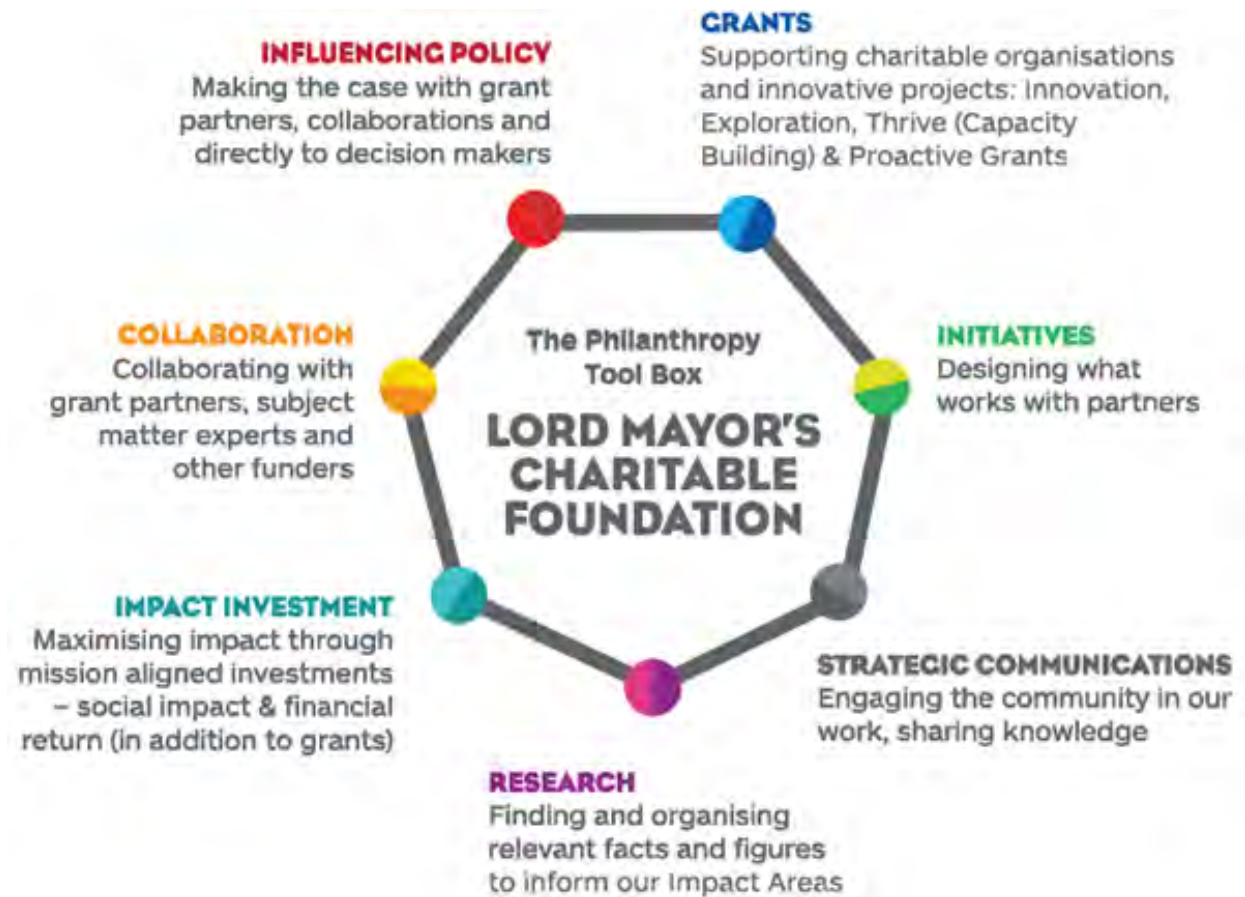 GRANTS
Supporting charitable organisations
and innovative projects: Innovation,
Exploration, Thrive (Capacity
Building) & Proactive Grants
INFLUENCING POLICY
Making the case with grant
partners, collaborations and
directly to decision makers
COLLABORATION
Collaborating with
grant partners, subject
matter experts and
other funders
The Philanthropy
Tool Box
LORD MAYOR'S
CHARITABLE
FOUNDATION
INITIATIVES
Designing what
works with partners
IMPACT INVESTMENT
Maximising impact through
mission aligned investments
– social impact & financial
return (in addition to grants)
STRATEGIC COMMUNICATIONS
Engaging the community in our
work, sharing knowledge
RESEARCH
Finding and organising
relevant facts and figures
to inform our Impact Areas